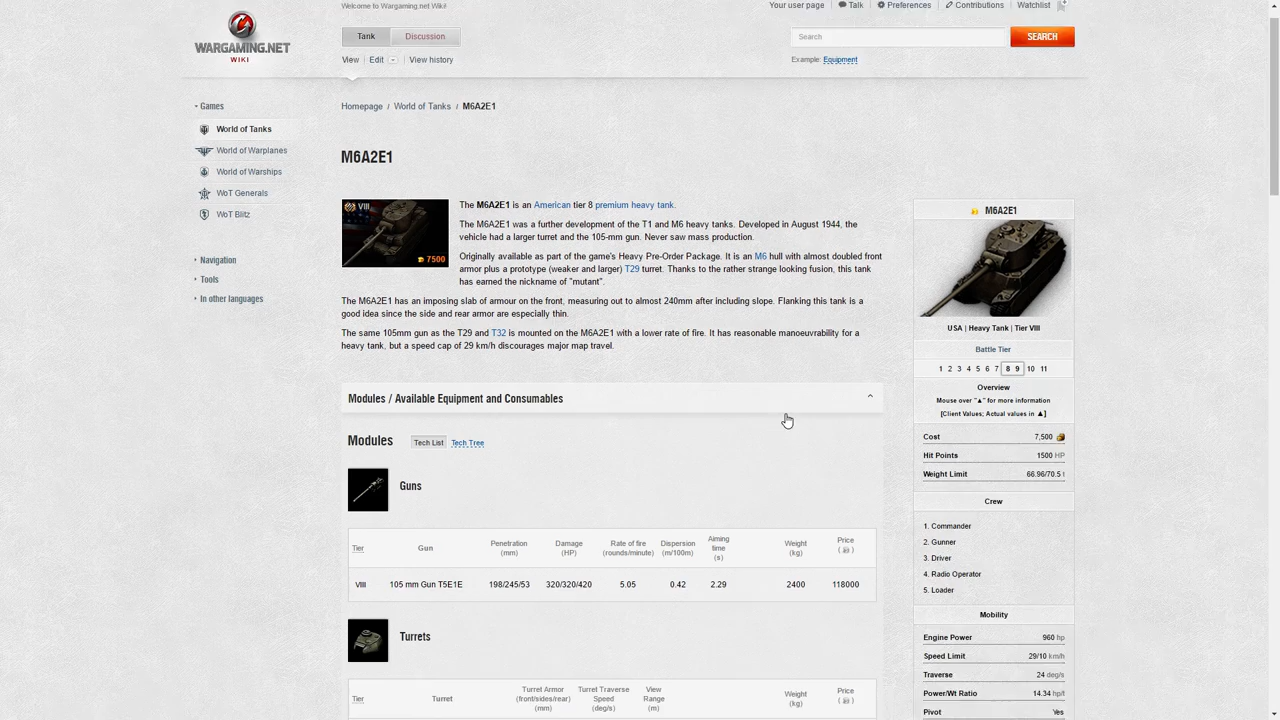 Welcome to Wargaming.net Wiki!
Your user page
Talk
Preferences
Contributions
Watchlist
WARGAMING.NET
WIKI
Tank
Discussion
Search
SEARCH
View
Edit
View history
Example: Equipment
Games
World of Tanks
World of Warplanes
World of Warships
WoT Generals
WoT Blitz
Navigation
Tools
In other languages
Homepage / World of Tanks / M6A2E1
M6A2E1
VIII
7500
The M6A2E1 is an American tier 8 premium heavy tank.
The M6A2E1 was a further development of the T1 and M6 heavy tanks. Developed in August 1944, the
vehicle had a larger turret and the 105-mm gun. Never saw mass production.
Originally available as part of the game's Heavy Pre-Order Package. It is an M6 hull with almost doubled front
armor plus a prototype (weaker and larger) T29 turret. Thanks to the rather strange looking fusion, this tank
has earned the nickname of "mutant".
The M6A2E1 has an imposing slab of armour on the front, measuring out to almost 240mm after including slope. Flanking this tank is a
good idea since the side and rear armor are especially thin.
The same 105mm gun as the T29 and T32 is mounted on the M6A2E1 with a lower rate of fire. It has reasonable manoeuvrability for a
heavy tank, but a speed cap of 29 km/h discourages major map travel.
Modules / Available Equipment and Consumables
Modules
Tech List
Tech Tree
Guns
Tier Gun Penetration (mm) Damage (HP) Rate of fire (rounds/minute) Dispersion (m/100m) Aiming time (s) Weight (kg) Price ( )
VIII 105 mm Gun T5E1E 198/245/53 320/320/420 5.05 0.42 2.29 2400 118000
Turrets
Tier Turret Turret Armor (front/sides/rear) (mm) Turret Traverse Speed (deg/s) View Range (m) Weight (kg) Price ( )
M6A2E1
USA | Heavy Tank | Tier VIII
Battle Tier
1 2 3 4 5 6 7 8 9 10 11
Overview
Mouse over "▲" for more information
[Client Values; Actual values in ▲]
Cost 7,500
Hit Points 1500 HP
Weight Limit 66.96/70.5 t
Crew
1. Commander
2. Gunner
3. Driver
4. Radio Operator
5. Loader
Mobility
Engine Power 960 hp
Speed Limit 29/10 km/h
Traverse 24 deg/s
Power/Wt Ratio 14.34 hp/t
Pivot Yes